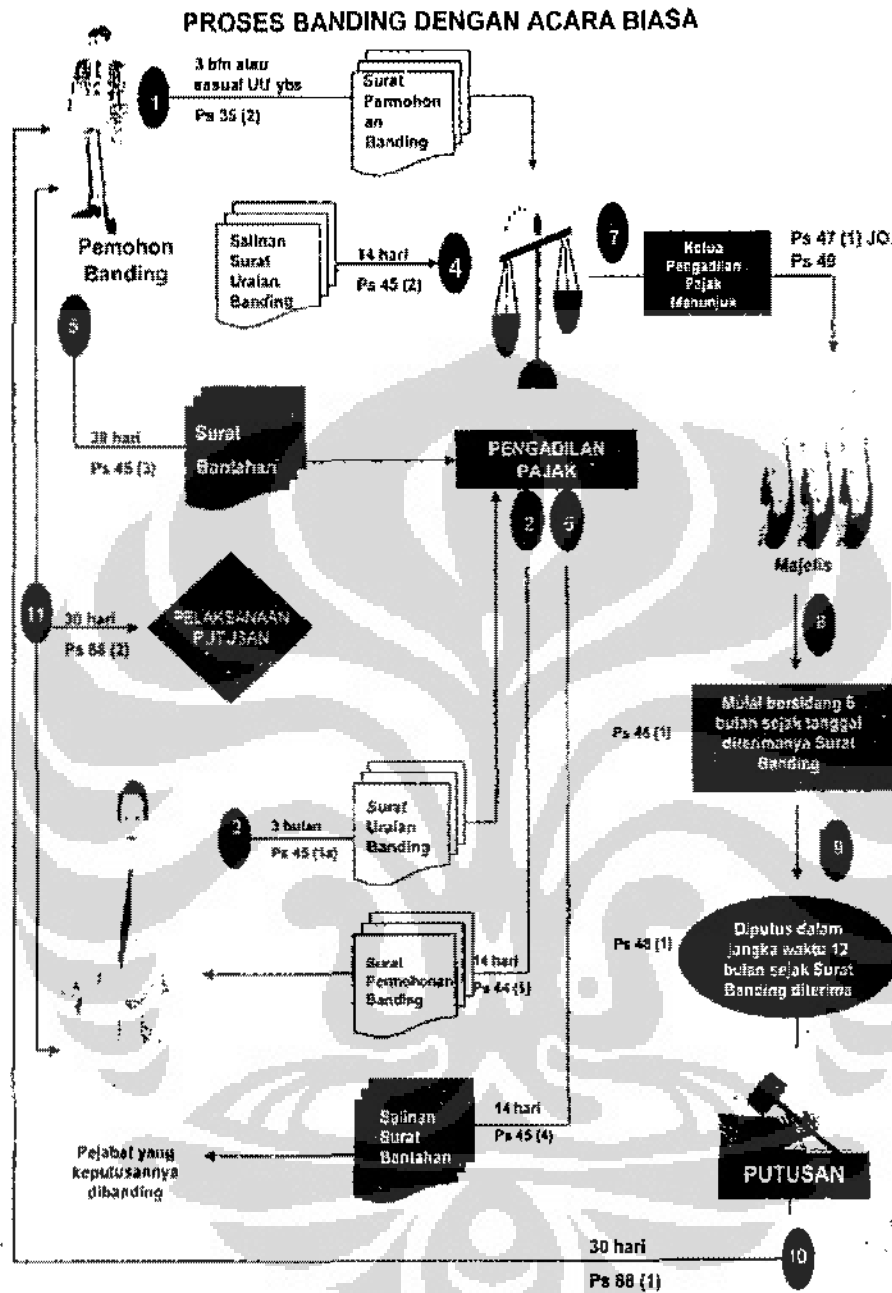 PROSES BANDING DENGAN ACARA BIASA
1
3 bln atau
sesuai UU ybs
Ps 35 (2)
Surat
Permohon
an
Banding
Pemohon
Banding
Salinan
Surat
Uraian
Banding
14 hari
Ps 45 (2)
4
7
Ketua
Pengadilan
Pajak
Menunjuk
Ps 47 (1) JO.
Ps 49
5
30 hari
Ps 45 (3)
Surat
Bantahan
PENGADILAN
PAJAK
2
6
Majelis
8
11
30 hari
Ps 88 (2)
PELAKSANAAN
PUTUSAN
Ps 48 (1)
Mulai bersidang 6
bulan sejak tanggal
diterimanya Surat
Banding
3 bulan
Ps 45 (1a)
Surat
Uraian
Banding
9
Surat
Permohonan
Banding
14 hari
Diputus dalam
jangka waktu 12
bulan sejak Surat
Banding diterima
Salinan
Surat
Bantahan
14 hari
Ps 45 (4)
Pejabat yang
keputusannya
dibanding
PUTUSAN
30 hari
Ps 88 (1)
10